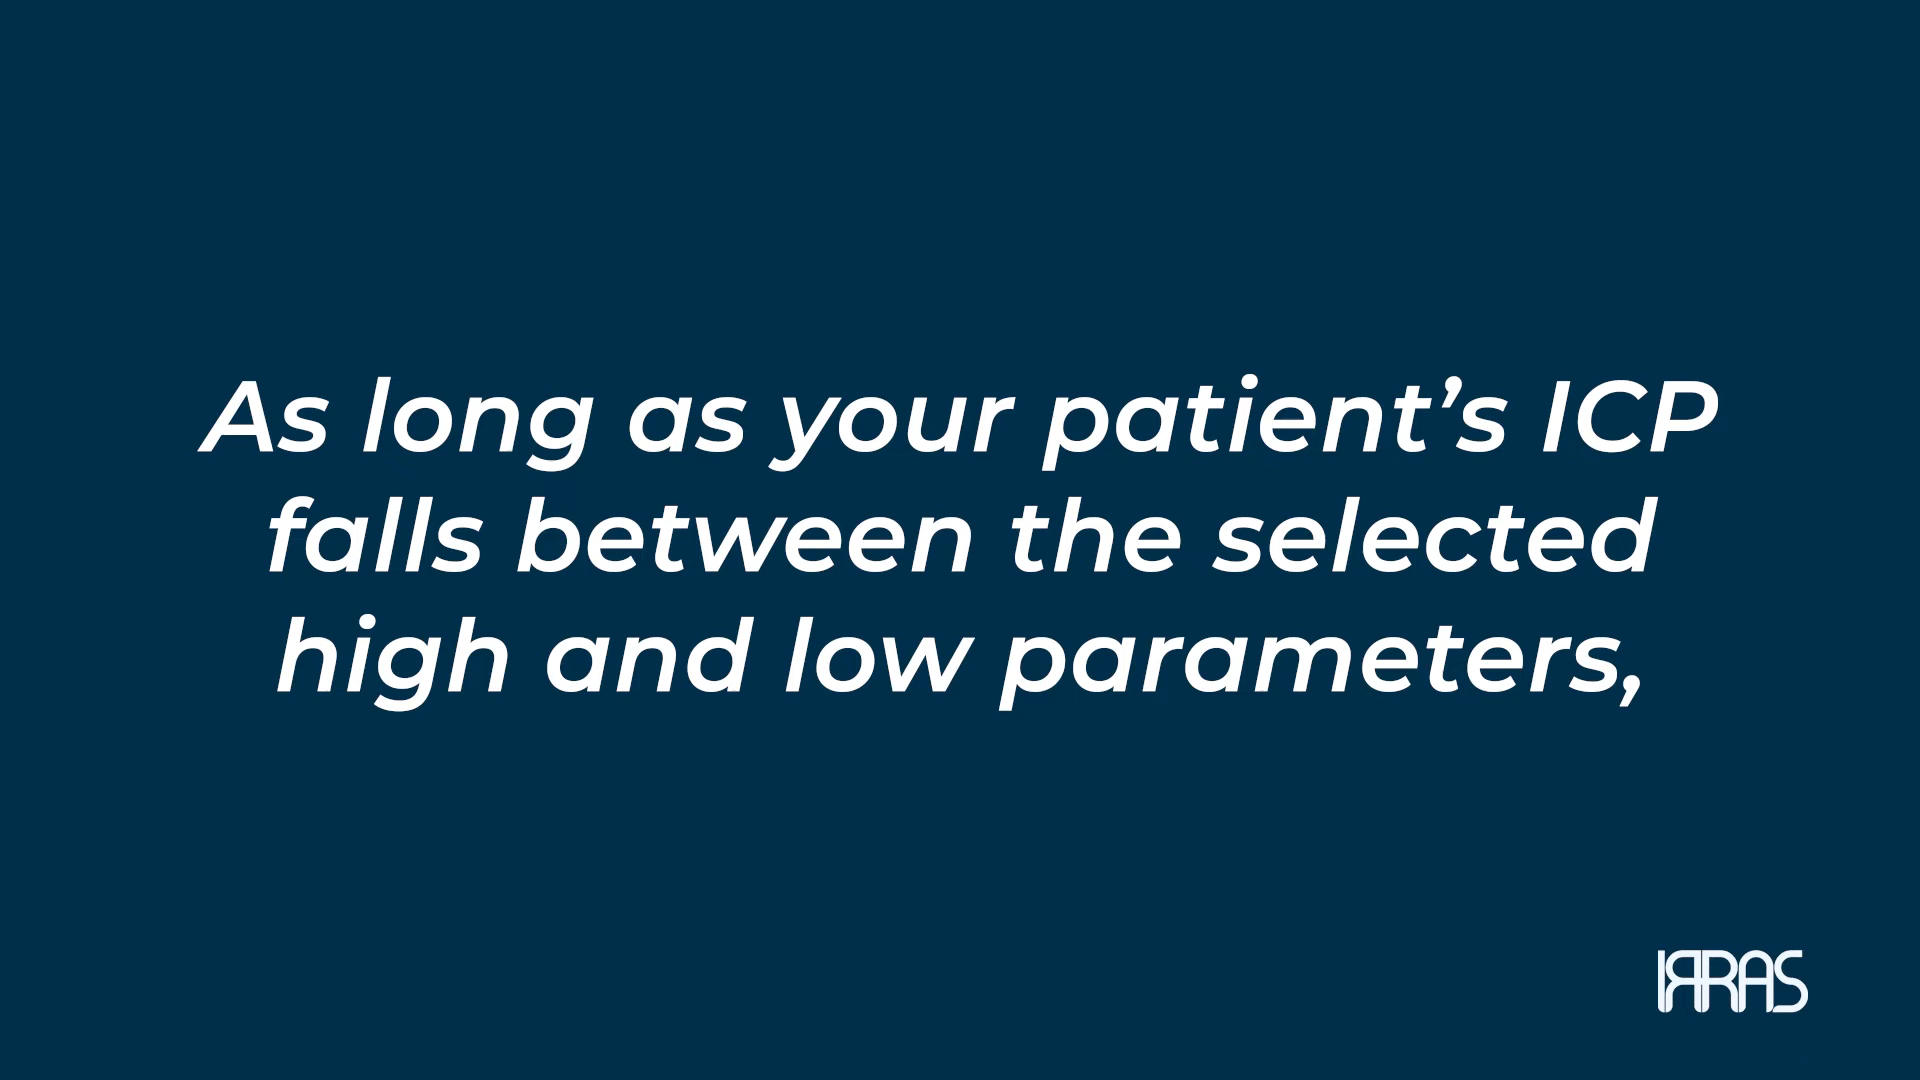 As long as your patient’s ICP
falls between the selected
high and low parameters,
IRRAS